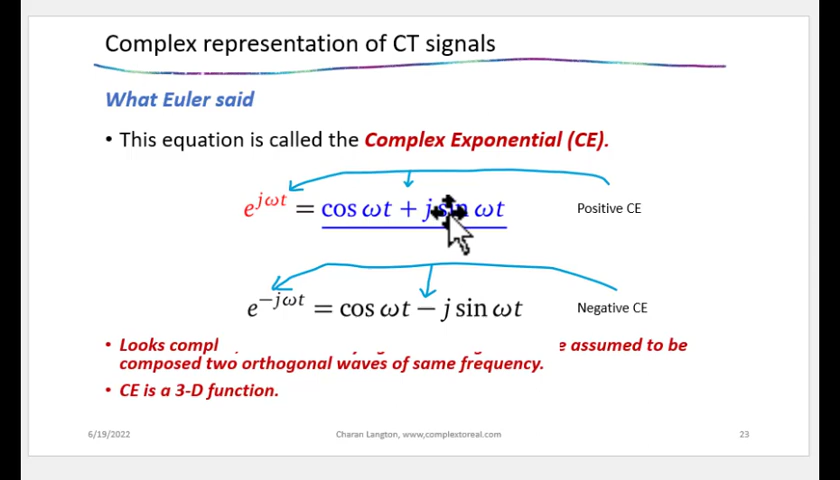 Complex representation of CT signals
What Euler said
• This equation is called the Complex Exponential (CE).
e^{jωt} = cos ωt + j sin ωt
Positive CE
e^{−jωt} = cos ωt − j sin ωt
Negative CE
• Looks compl e assumed to be
composed two orthogonal waves of same frequency.
• CE is a 3-D function.
6/19/2022 Charan Langton, www,complextoreal.com 23